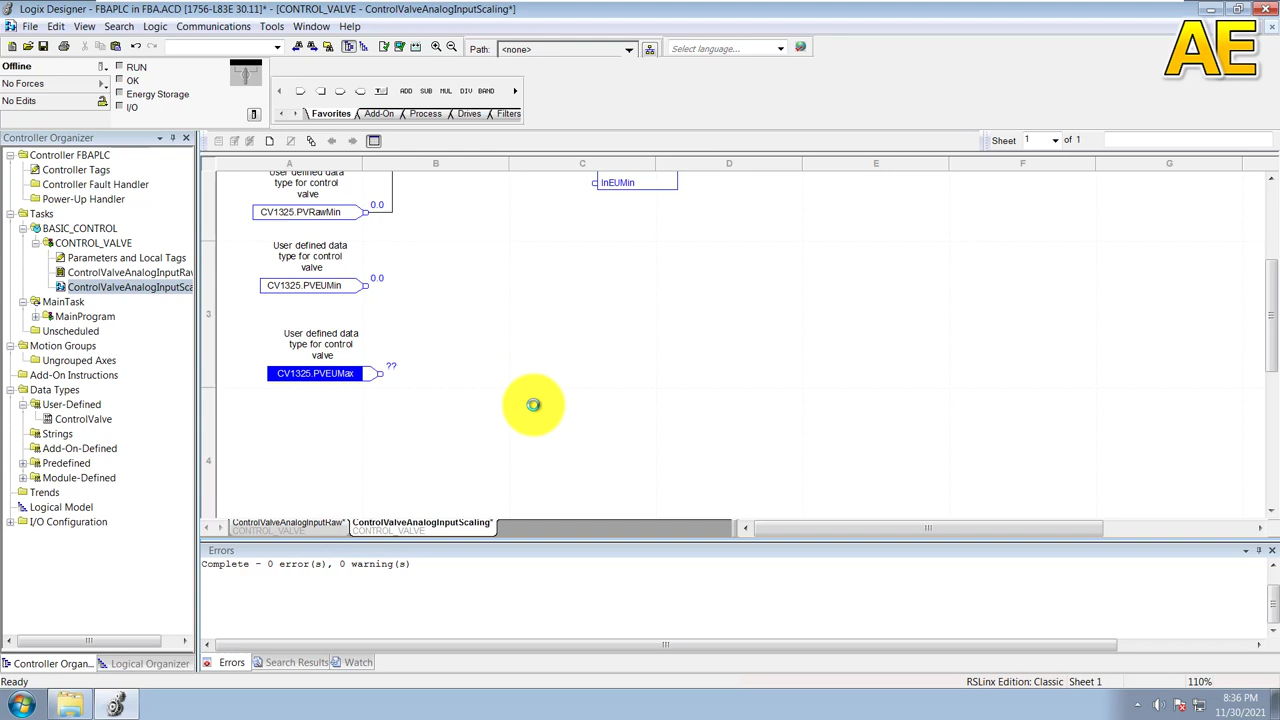 Logix Designer - FBAPLC in FBA.ACD [1756-L83E 30.11]* - [CONTROL_VALVE - ControlValveAnalogInputScaling*]
File Edit View Search Logic Communications Tools Window Help
Path: <none>
Select language...
AE
Offline
RUN
No Forces
OK
Energy Storage
No Edits
I/O
ADD SUB MUL DIV BAND
Favorites Add-On Process Drives Filters
Controller Organizer
Sheet 1 of 1
Controller FBAPLC
Controller Tags
Controller Fault Handler
Power-Up Handler
Tasks
BASIC_CONTROL
CONTROL_VALVE
Parameters and Local Tags
ControlValveAnalogInputRaw
ControlValveAnalogInputSca
MainTask
MainProgram
Unscheduled
Motion Groups
Ungrouped Axes
Add-On Instructions
Data Types
User-Defined
ControlValve
Strings
Add-On-Defined
Predefined
Module-Defined
Trends
Logical Model
I/O Configuration
A B C D E F G
User defined data
type for control
valve
InEUMin
CV1325.PVRawMin
0.0
User defined data
type for control
valve
CV1325.PVEUMin
0.0
3
User defined data
type for control
valve
CV1325.PVEUMax
??
4
ControlValveAnalogInputRaw*
CONTROL_VALVE
ControlValveAnalogInputScaling*
CONTROL_VALVE
Errors
Complete - 0 error(s), 0 warning(s)
Controller Organ... Logical Organizer
Errors Search Results Watch
Ready
RSLinx Edition: Classic Sheet 1
110%
8:36 PM
11/30/2021